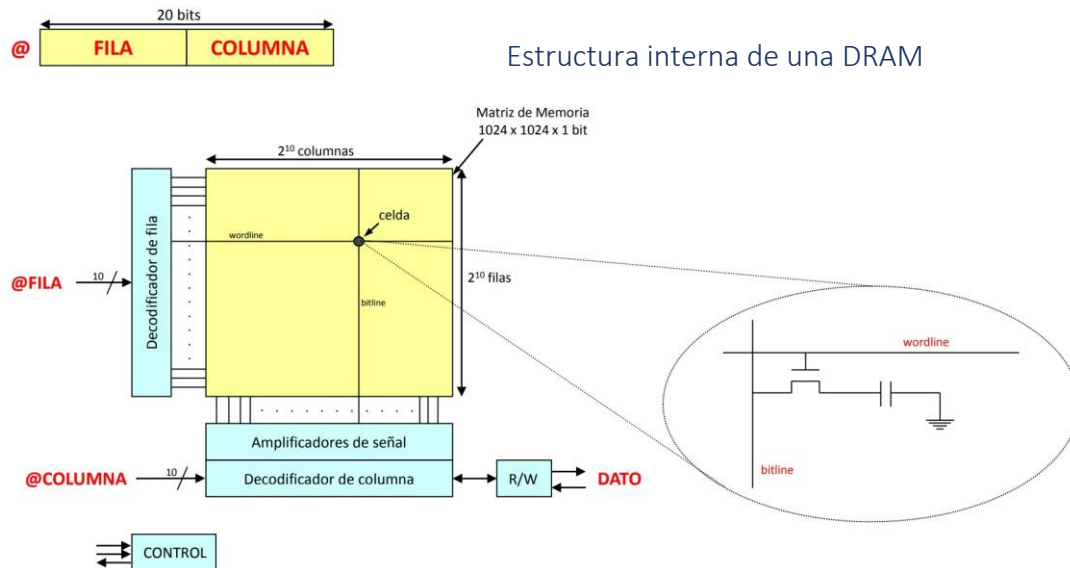 20 bits
@ FILA COLUMNA
Estructura interna de una DRAM
Matriz de Memoria
1024 x 1024 x 1 bit
2¹⁰ columnas
celda
wordline
Decodificador de fila
@FILA 10
2¹⁰ filas
bitline
wordline
bitline
Amplificadores de señal
@COLUMNA 10 Decodificador de columna R/W DATO
CONTROL